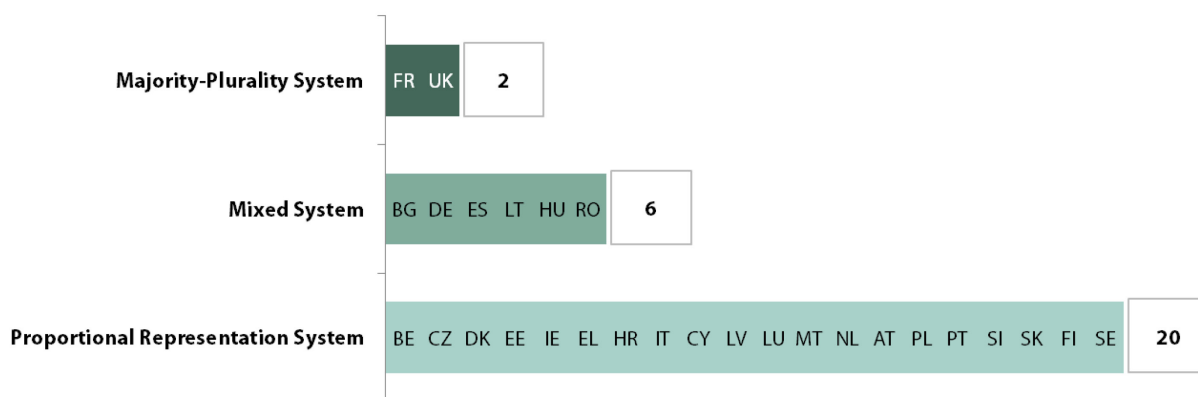 Majority-Plurality System FR UK 2
Mixed System BG DE ES LT HU RO 6
Proportional Representation System BE CZ DK EE IE EL HR IT CY LV LU MT NL AT PL PT SI SK FI SE 20